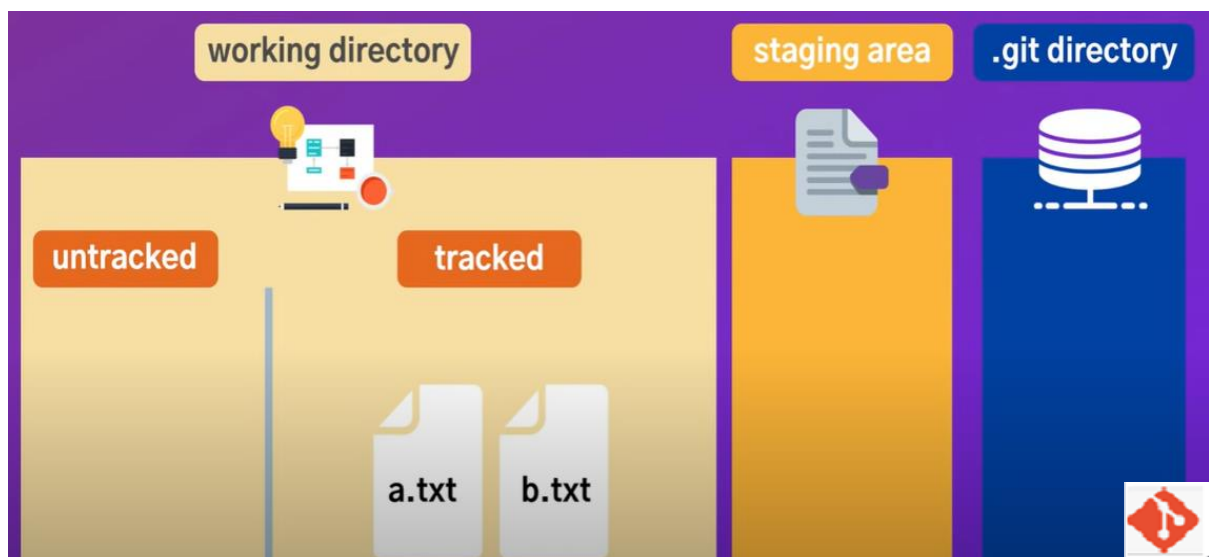 working directory
staging area
.git directory
untracked
tracked
a.txt
b.txt